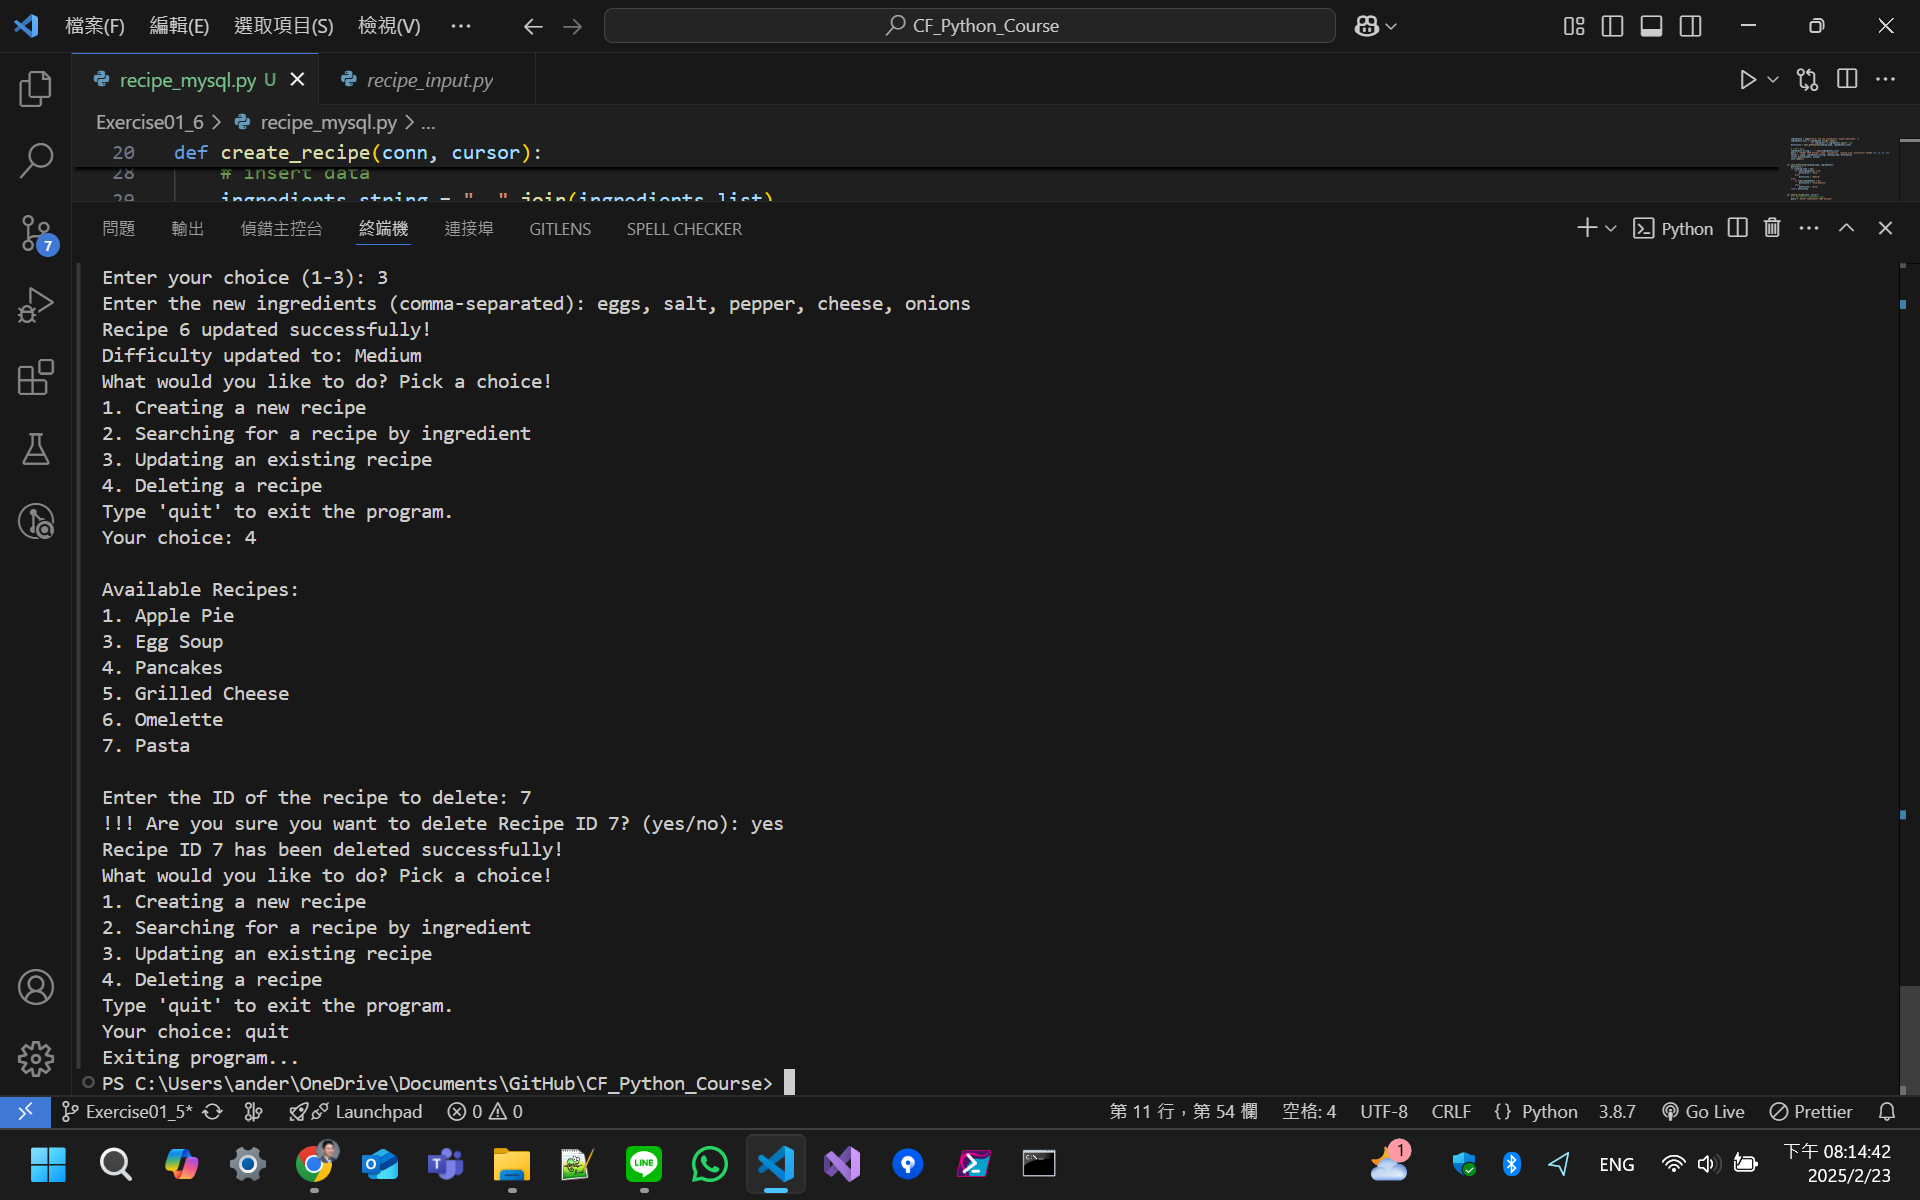 檔案(F) 編輯(E) 選取項目(S) 檢視(V) ··· CF_Python_Course
recipe_mysql.py U recipe_input.py
Exercise01_6 > recipe_mysql.py > ...
20 def create_recipe(conn, cursor):
28 # insert data
29 ingredients_string = ", ".join(ingredients_list)
問題 輸出 偵錯主控台 終端機 連接埠 GITLENS SPELL CHECKER Python
7
Enter your choice (1-3): 3
Enter the new ingredients (comma-separated): eggs, salt, pepper, cheese, onions
Recipe 6 updated successfully!
Difficulty updated to: Medium
What would you like to do? Pick a choice!
1. Creating a new recipe
2. Searching for a recipe by ingredient
3. Updating an existing recipe
4. Deleting a recipe
Type 'quit' to exit the program.
Your choice: 4
Available Recipes:
1. Apple Pie
3. Egg Soup
4. Pancakes
5. Grilled Cheese
6. Omelette
7. Pasta
Enter the ID of the recipe to delete: 7
!!! Are you sure you want to delete Recipe ID 7? (yes/no): yes
Recipe ID 7 has been deleted successfully!
What would you like to do? Pick a choice!
1. Creating a new recipe
2. Searching for a recipe by ingredient
3. Updating an existing recipe
4. Deleting a recipe
Type 'quit' to exit the program.
Your choice: quit
Exiting program...
PS C:\Users\ander\OneDrive\Documents\GitHub\CF_Python_Course>
Exercise01_5* Launchpad 0 0 第 11 行，第 54 欄 空格: 4 UTF-8 CRLF {} Python 3.8.7 Go Live Prettier
LINE 1 ENG 下午 08:14:42
2025/2/23